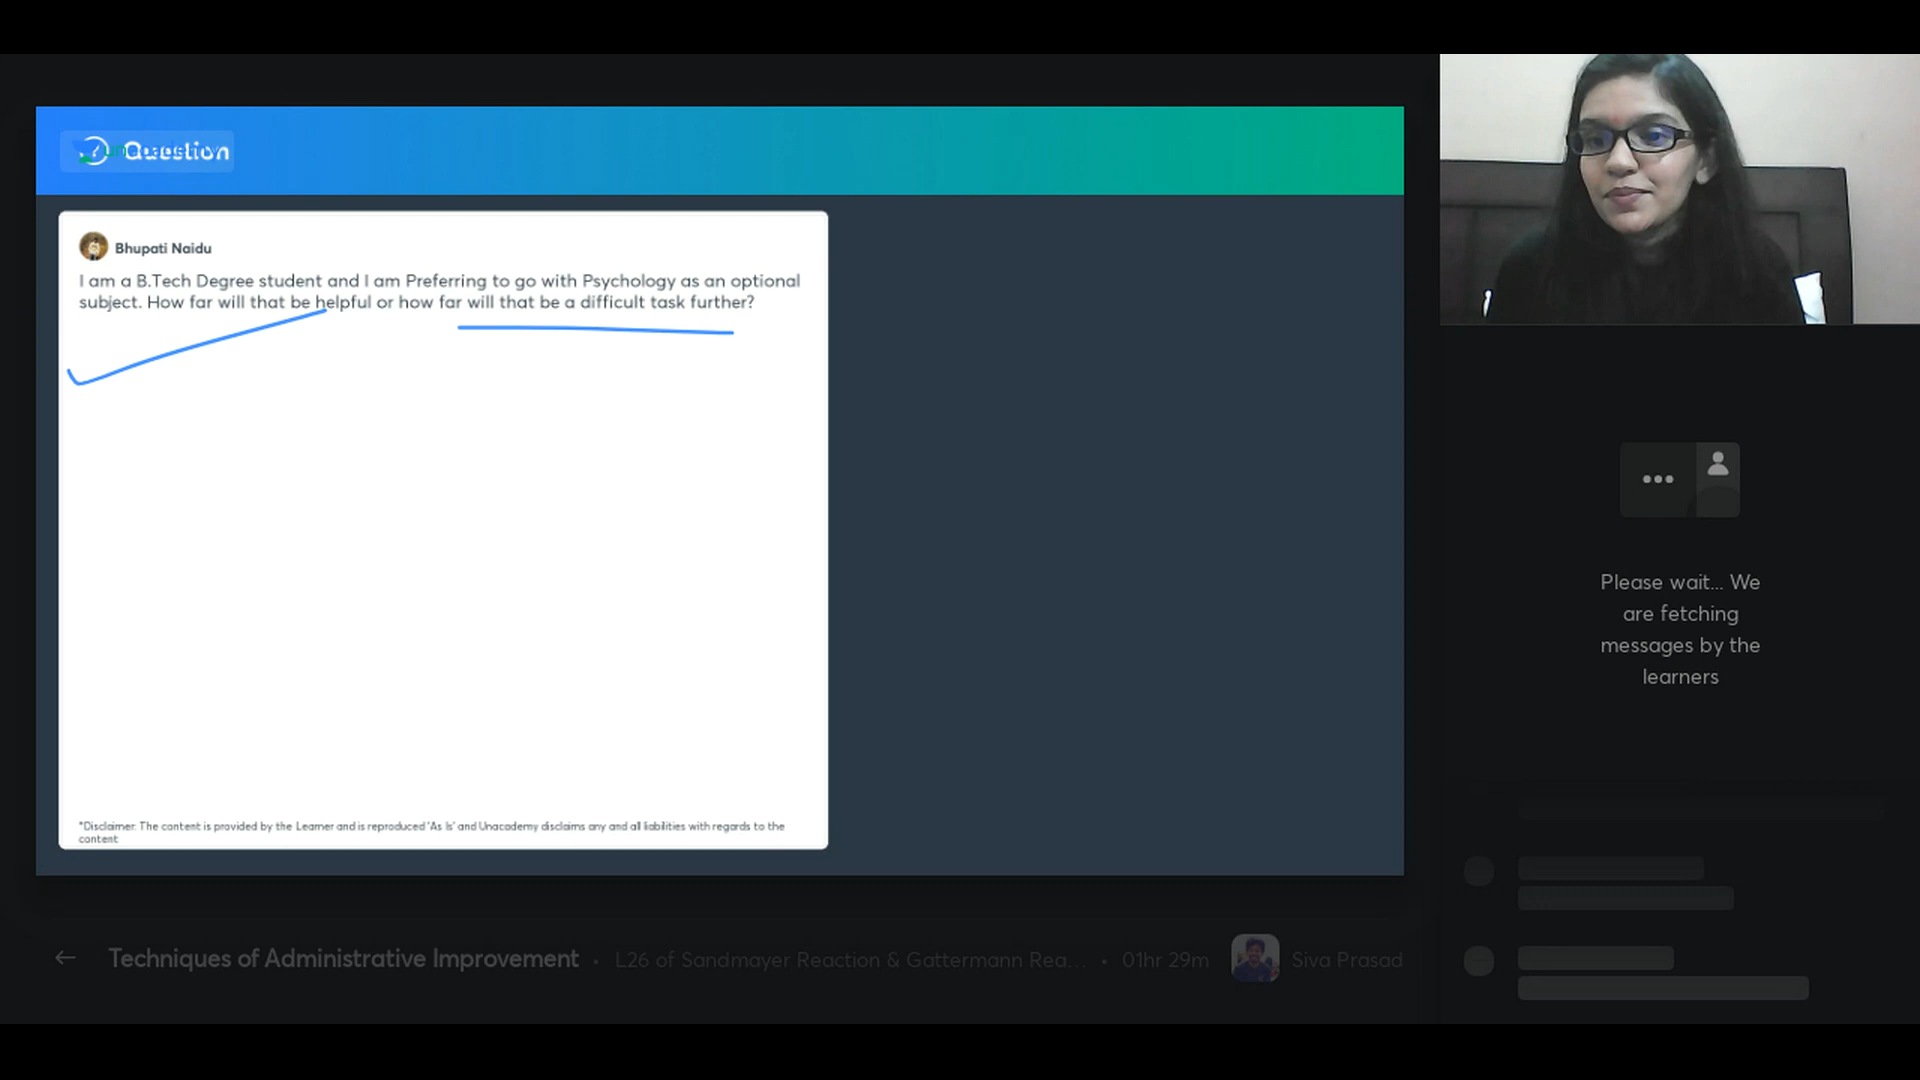 Question
Bhupati Naidu
I am a B.Tech Degree student and I am Preferring to go with Psychology as an optional
subject. How far will that be helpful or how far will that be a difficult task further?
*Disclaimer: The content is provided by the Learner and is reproduced 'As Is' and Unacademy disclaims any and all liabilities with regards to the
content
Please wait... We
are fetching
messages by the
learners
Techniques of Administrative Improvement • L26 of Sandmayer Reaction & Gattermann Rea... • 01hr 29m Siva Prasad